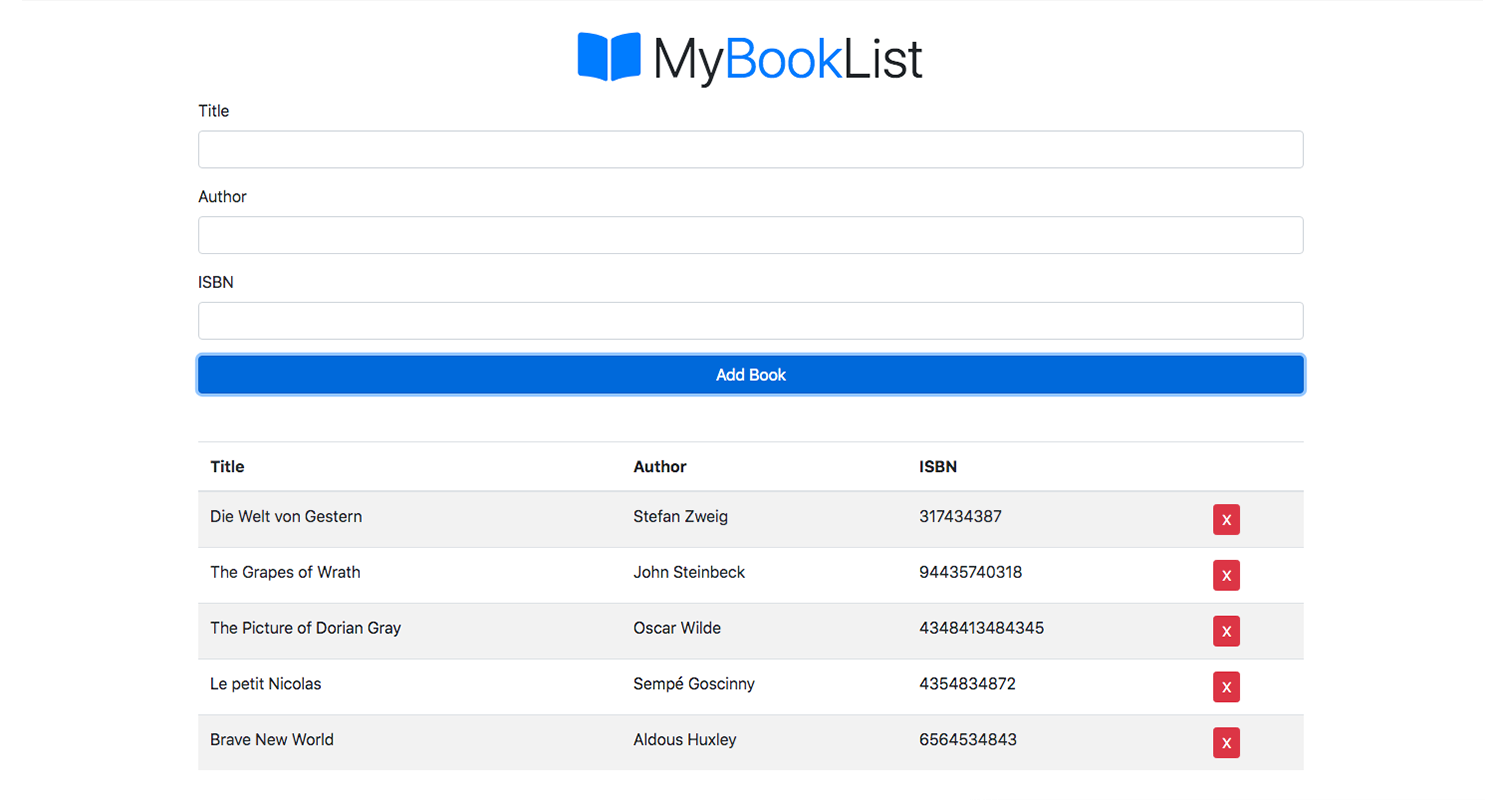 MyBookList
Title
Author
ISBN
Add Book
Title Author ISBN
Die Welt von Gestern Stefan Zweig 317434387 X
The Grapes of Wrath John Steinbeck 94435740318 X
The Picture of Dorian Gray Oscar Wilde 4348413484345 X
Le petit Nicolas Sempé Goscinny 4354834872 X
Brave New World Aldous Huxley 6564534843 X